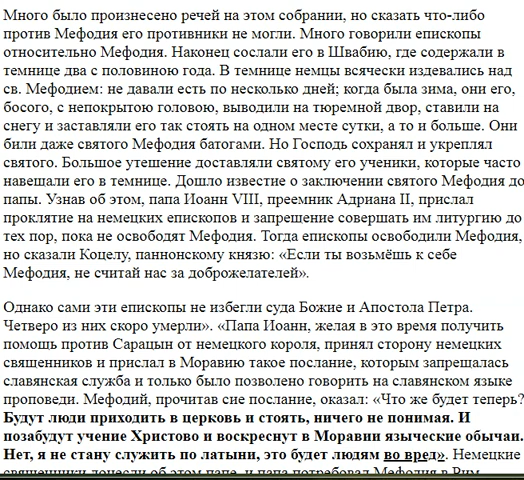 Много было произнесено речей на этом собрании, но сказать что-либо
против Мефодия его противники не могли. Много говорили епископы
относительно Мефодия. Наконец сослали его в Швабию, где содержали в
темнице два с половиною года. В темнице немцы всячески издевались над
св. Мефодием: не давали есть по несколько дней; когда была зима, они его,
босого, с непокрытою головою, выводили на тюремной двор, ставили на
снегу и заставляли его так стоять на одном месте сутки, а то и больше. Они
били даже святого Мефодия батогами. Но Господь сохранял и укреплял
святого. Большое утешение доставляли святому его ученики, которые часто
навещали его в темнице. Дошло известие о заключении святого Мефодия до
папы. Узнав об этом, папа Иоанн VIII, преемник Адриана II, прислал
проклятие на немецких епископов и запрещение совершать им литургию до
тех пор, пока не освободят Мефодия. Тогда епископы освободили Мефодия,
но сказали Коцелу, паннонскому князю: «Если ты возьмёшь к себе
Мефодия, не считай нас за доброжелателей».
Однако сами эти епископы не избегли суда Божие и Апостола Петра.
Четверо из них скоро умерли». «Папа Иоанн, желая в это время получить
помощь против Сарацын от немецкого короля, принял сторону немецких
священников и прислал в Моравию такое послание, которым запрещалась
славянская служба и только было позволено говорить на славянском языке
проповеди. Мефодий, прочитав сие послание, оказал: «Что же будет теперь?
Будут люди приходить в церковь и стоять, ничего не понимая. И
позабудут учение Христово и воскреснут в Моравии языческие обычаи.
Нет, я не стану служить по латыни, это будет людям во вред». Немецкие
священники донесли об этом папе, и папа потребовал Мефодия в Рим